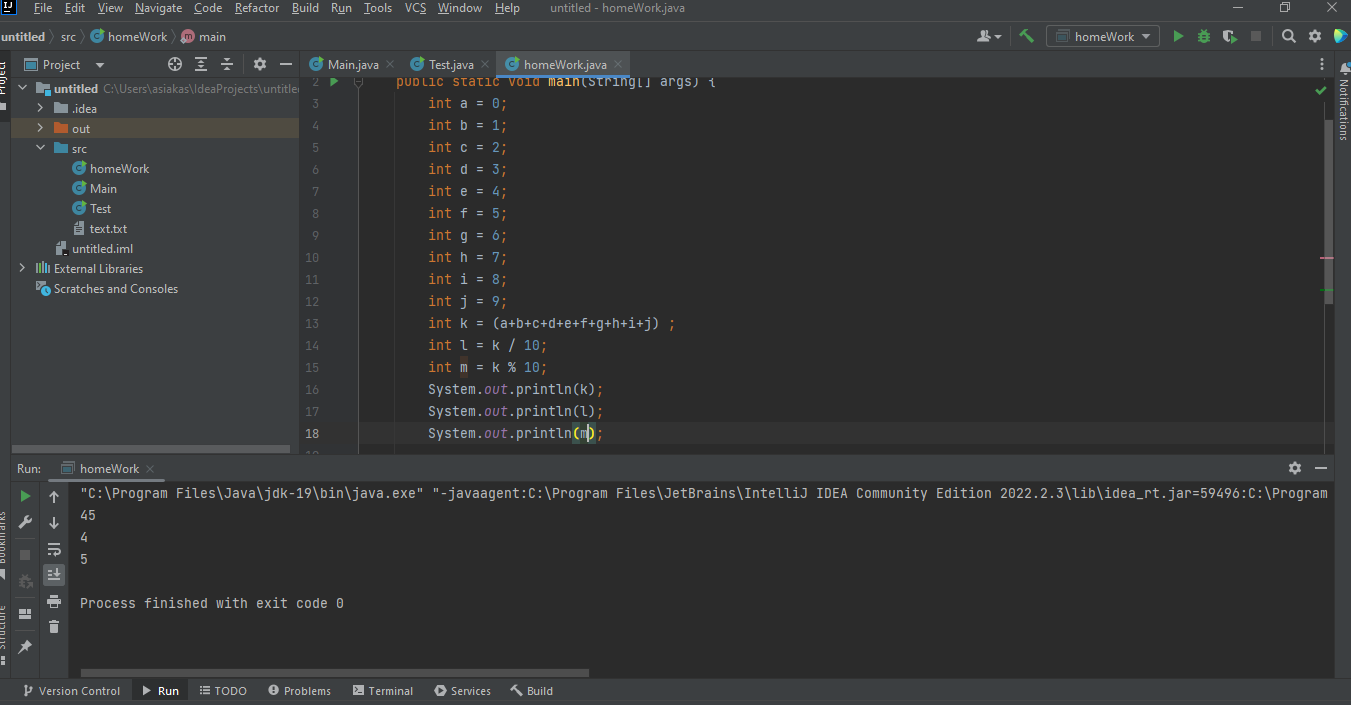 File Edit View Navigate Code Refactor Build Run Tools VCS Window Help untitled - homeWork.java
untitled src homeWork main homeWork
Project Main.java Test.java homeWork.java
untitled C:\Users\asiakas\IdeaProjects\untitled
.idea
out
src
homeWork
Main
Test
text.txt
untitled.iml
External Libraries
Scratches and Consoles
2 public static void main(String[] args) {
3 int a = 0;
4 int b = 1;
5 int c = 2;
6 int d = 3;
7 int e = 4;
8 int f = 5;
9 int g = 6;
10 int h = 7;
11 int i = 8;
12 int j = 9;
13 int k = (a+b+c+d+e+f+g+h+i+j) ;
14 int l = k / 10;
15 int m = k % 10;
16 System.out.println(k);
17 System.out.println(l);
18 System.out.println(m);
Notifications
Project
Run: homeWork
"C:\Program Files\Java\jdk-19\bin\java.exe" "-javaagent:C:\Program Files\JetBrains\IntelliJ IDEA Community Edition 2022.2.3\lib\idea_rt.jar=59496:C:\Program
45
4
5
Process finished with exit code 0
Bookmarks
Structure
Version Control Run TODO Problems Terminal Services Build